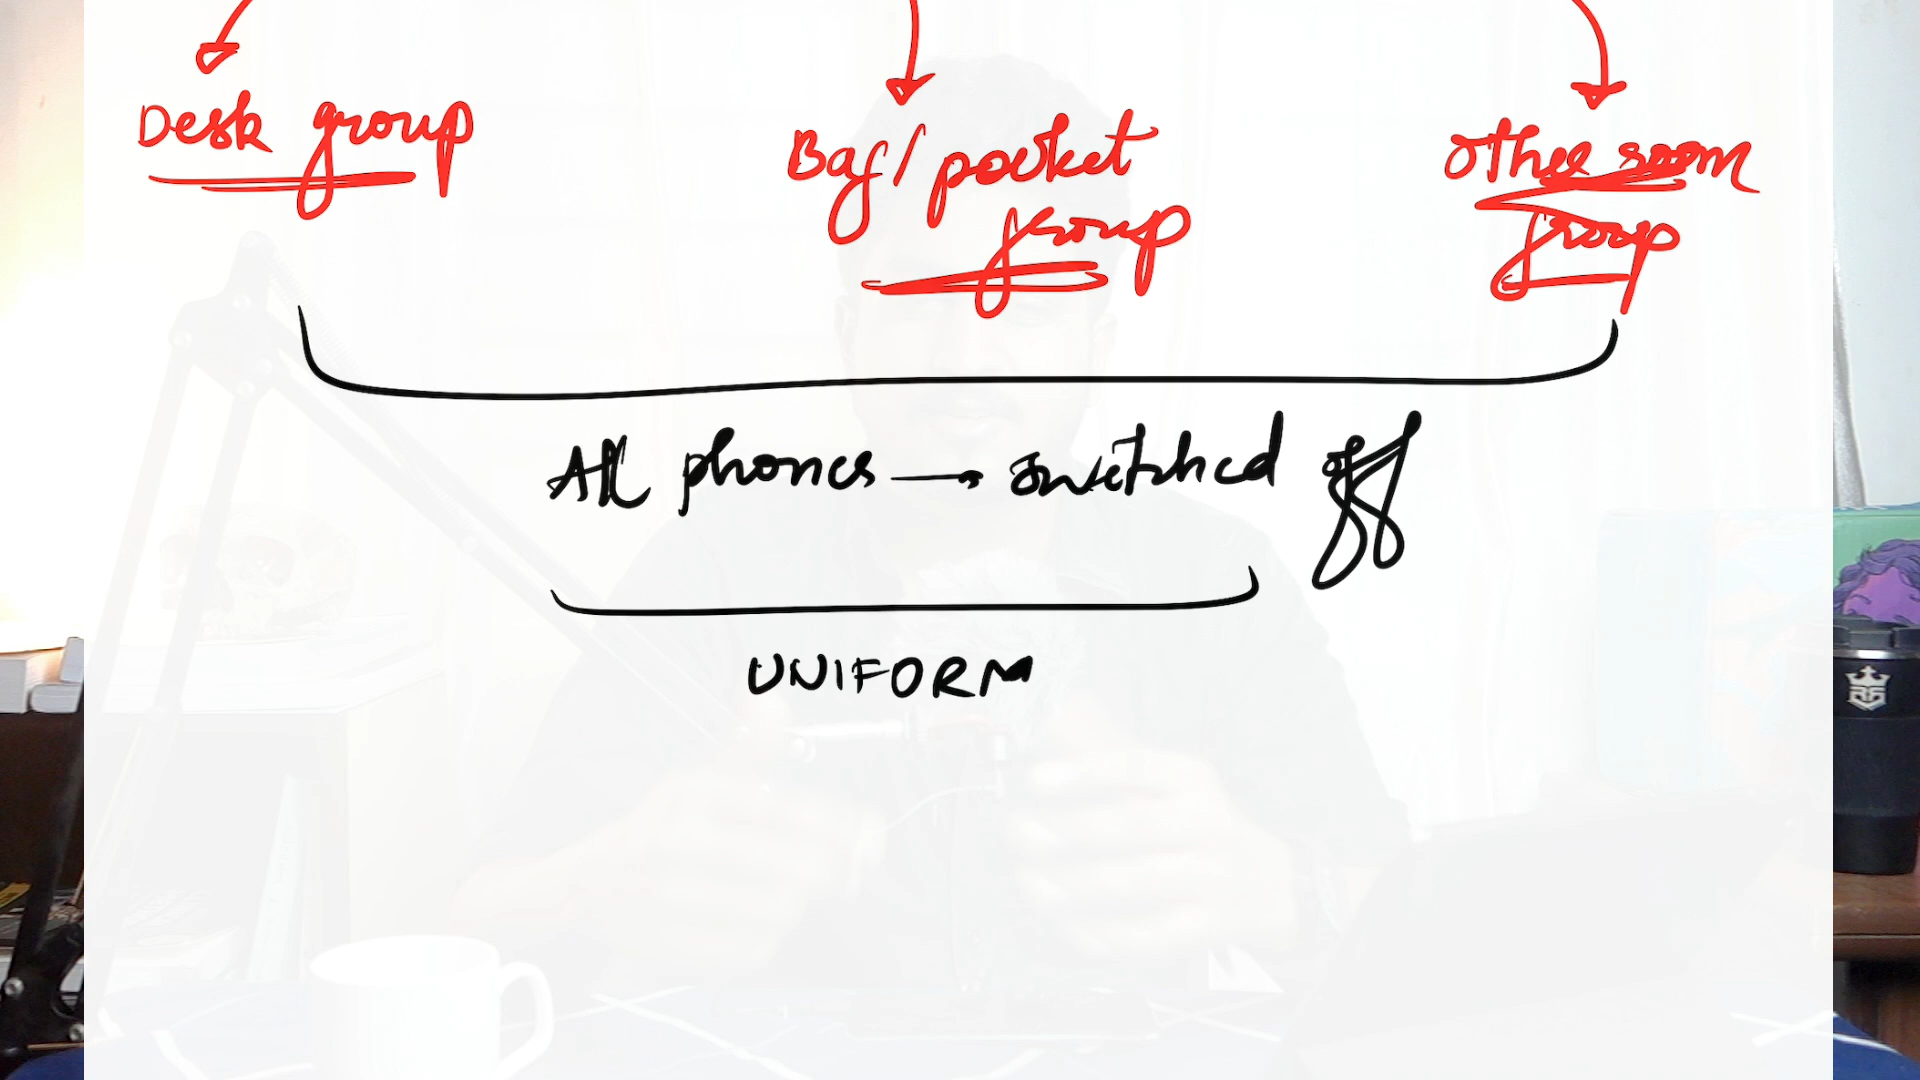 Desk group
Bag/pocket group
Other room group
All phones → switched off
UNIFORM